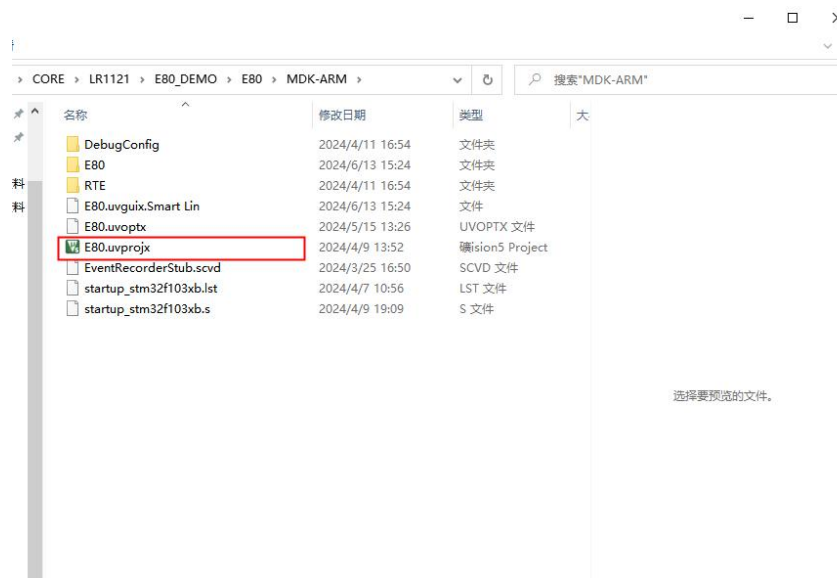 CORE › LR1121 › E80_DEMO › E80 › MDK-ARM ›
搜索"MDK-ARM"
名称 修改日期 类型 大
DebugConfig 2024/4/11 16:54 文件夹
E80 2024/6/13 15:24 文件夹
料 RTE 2024/4/11 16:54 文件夹
料 E80.uvguix.Smart Lin 2024/6/13 15:24 文件
E80.uvoptx 2024/5/15 13:26 UVOPTX 文件
E80.uvprojx 2024/4/9 13:52 礦ision5 Project
EventRecorderStub.scvd 2024/3/25 16:50 SCVD 文件
startup_stm32f103xb.lst 2024/4/7 10:56 LST 文件
startup_stm32f103xb.s 2024/4/9 19:09 S 文件
选择要预览的文件。